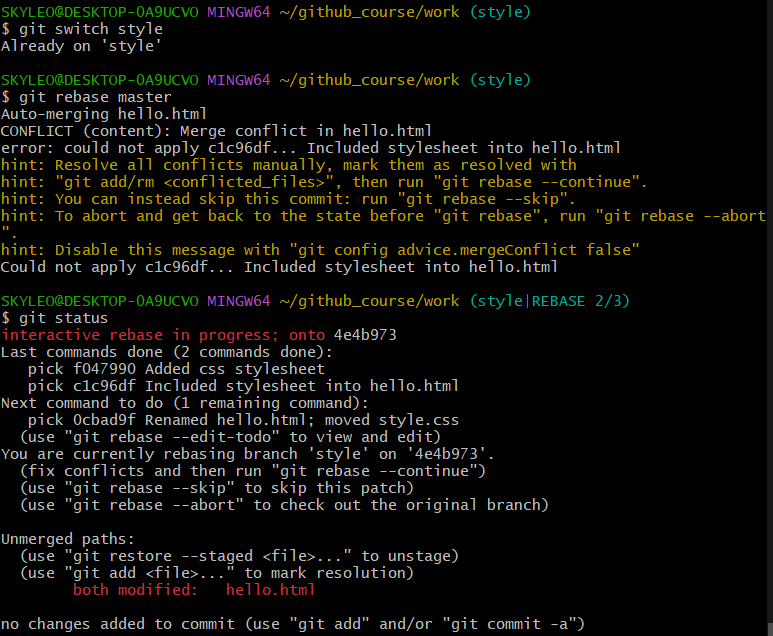 SKYLEO@DESKTOP-OA9UCVO MINGW64 ~/github_course/work (style)
$ git switch style
Already on 'style'
SKYLEO@DESKTOP-OA9UCVO MINGW64 ~/github_course/work (style)
$ git rebase master
Auto-merging hello.html
CONFLICT (content): Merge conflict in hello.html
error: could not apply c1c96df... Included stylesheet into hello.html
hint: Resolve all conflicts manually, mark them as resolved with
hint: "git add/rm <conflicted_files>", then run "git rebase --continue".
hint: You can instead skip this commit: run "git rebase --skip".
hint: To abort and get back to the state before "git rebase", run "git rebase --abort
".
hint: Disable this message with "git config advice.mergeConflict false"
Could not apply c1c96df... Included stylesheet into hello.html
SKYLEO@DESKTOP-OA9UCVO MINGW64 ~/github_course/work (style|REBASE 2/3)
$ git status
interactive rebase in progress; onto 4e4b973
Last commands done (2 commands done):
   pick f047990 Added css stylesheet
   pick c1c96df Included stylesheet into hello.html
Next command to do (1 remaining command):
   pick 0cbad9f Renamed hello.html; moved style.css
  (use "git rebase --edit-todo" to view and edit)
You are currently rebasing branch 'style' on '4e4b973'.
  (fix conflicts and then run "git rebase --continue")
  (use "git rebase --skip" to skip this patch)
  (use "git rebase --abort" to check out the original branch)
Unmerged paths:
  (use "git restore --staged <file>..." to unstage)
  (use "git add <file>..." to mark resolution)
        both modified:   hello.html
no changes added to commit (use "git add" and/or "git commit -a")